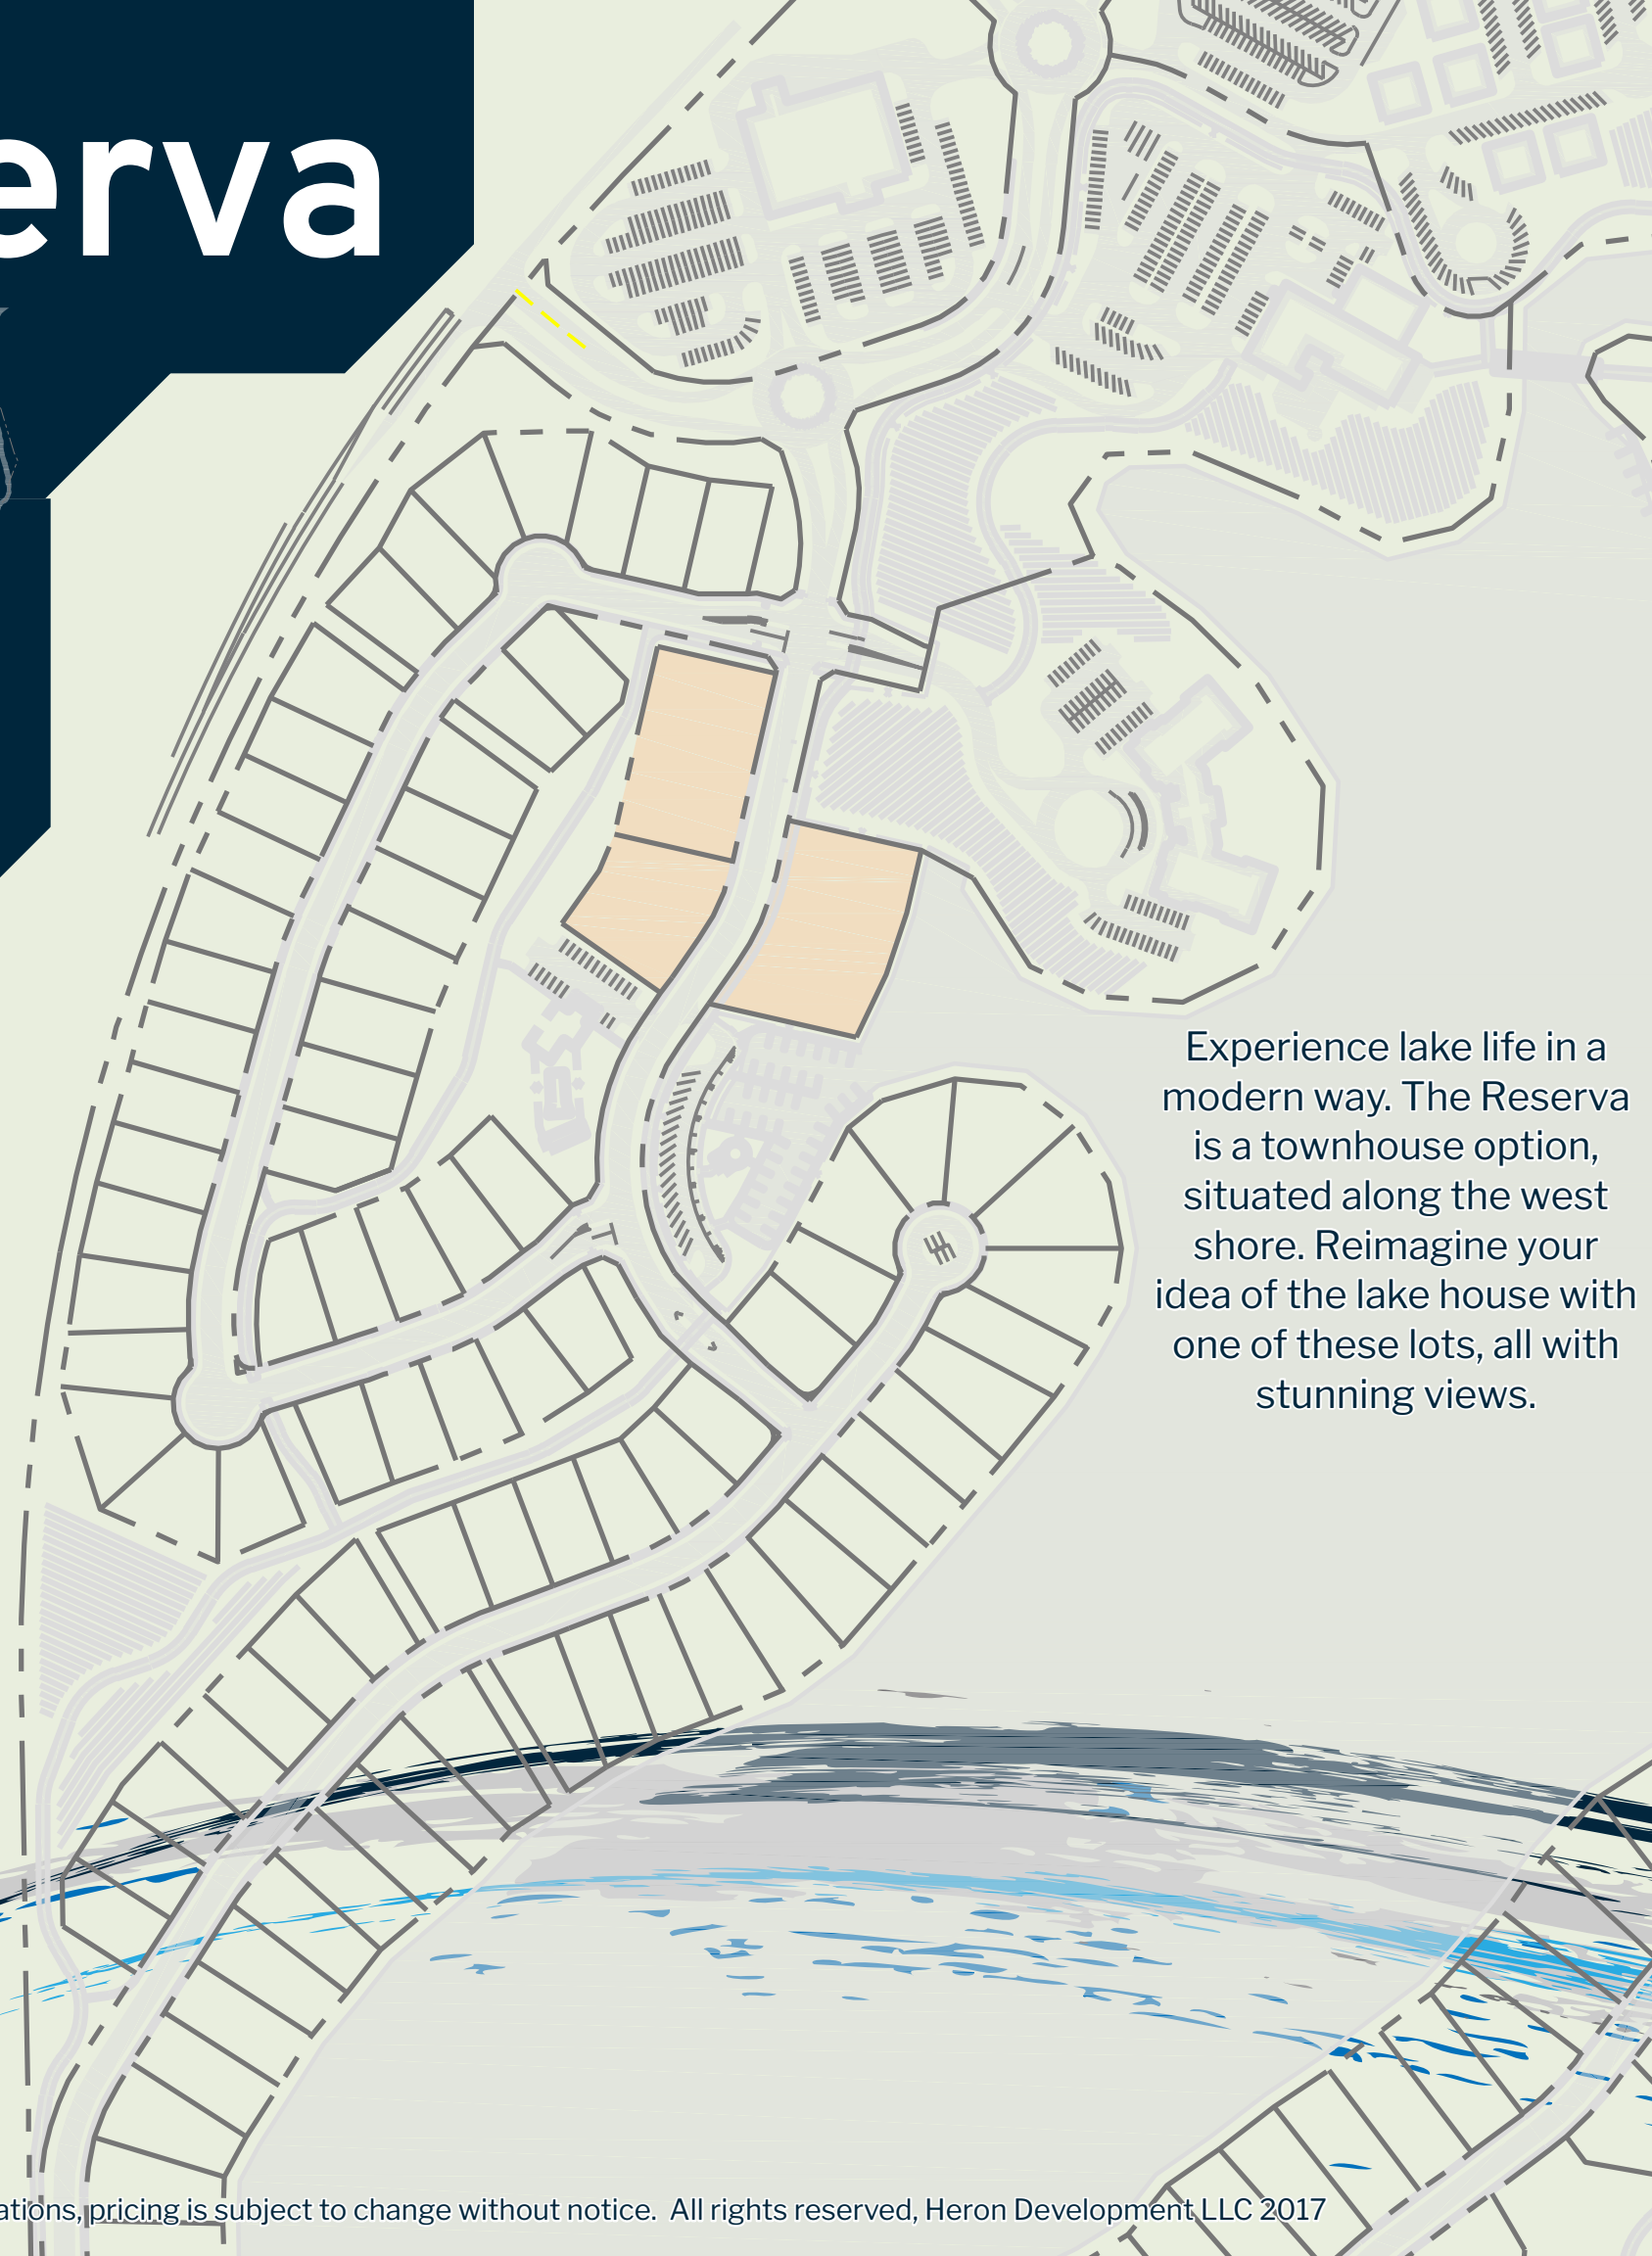 erva
Experience lake life in a
modern way. The Reserva
is a townhouse option,
situated along the west
shore. Reimagine your
idea of the lake house with
one of these lots, all with
stunning views.
ations, pricing is subject to change without notice.  All rights reserved, Heron Development LLC 2017